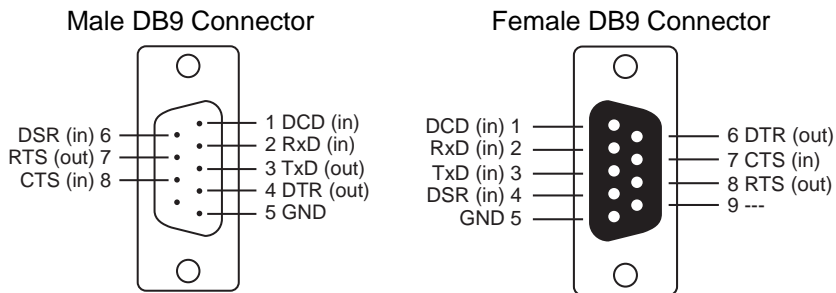 Male DB9 Connector
DSR (in) 6
RTS (out) 7
CTS (in) 8
1 DCD (in)
2 RxD (in)
3 TxD (out)
4 DTR (out)
5 GND
Female DB9 Connector
DCD (in) 1
RxD (in) 2
TxD (in) 3
DSR (in) 4
GND 5
6 DTR (out)
7 CTS (in)
8 RTS (out)
9 ---